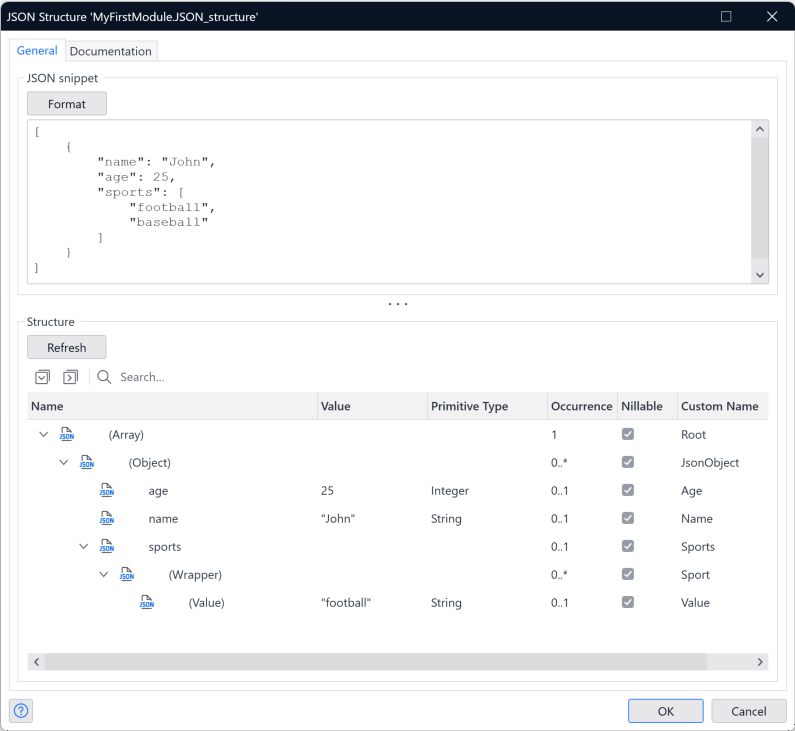 JSON Structure 'MyFirstModule.JSON_structure'
General Documentation
JSON snippet
Format
[
{
"name": "John",
"age": 25,
"sports": [
"football",
"baseball"
]
}
]
...
Structure
Refresh
Search...
Name Value Primitive Type Occurrence Nillable Custom Name
JSON (Array) 1 Root
JSON (Object) 0..* JsonObject
JSON age 25 Integer 0..1 Age
JSON name "John" String 0..1 Name
JSON sports 0..1 Sports
JSON (Wrapper) 0..* Sport
JSON (Value) "football" String 0..1 Value
? OK Cancel